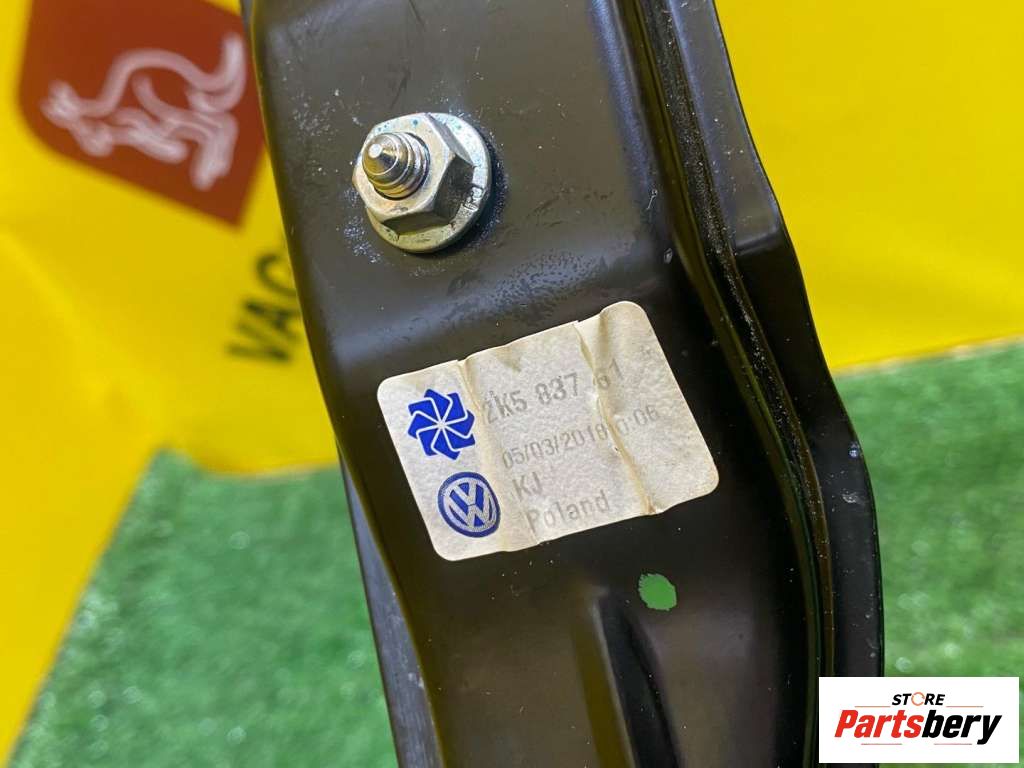 VAG
2K5 837
05/03/2018
KJ
Poland
STORE
Partsbery